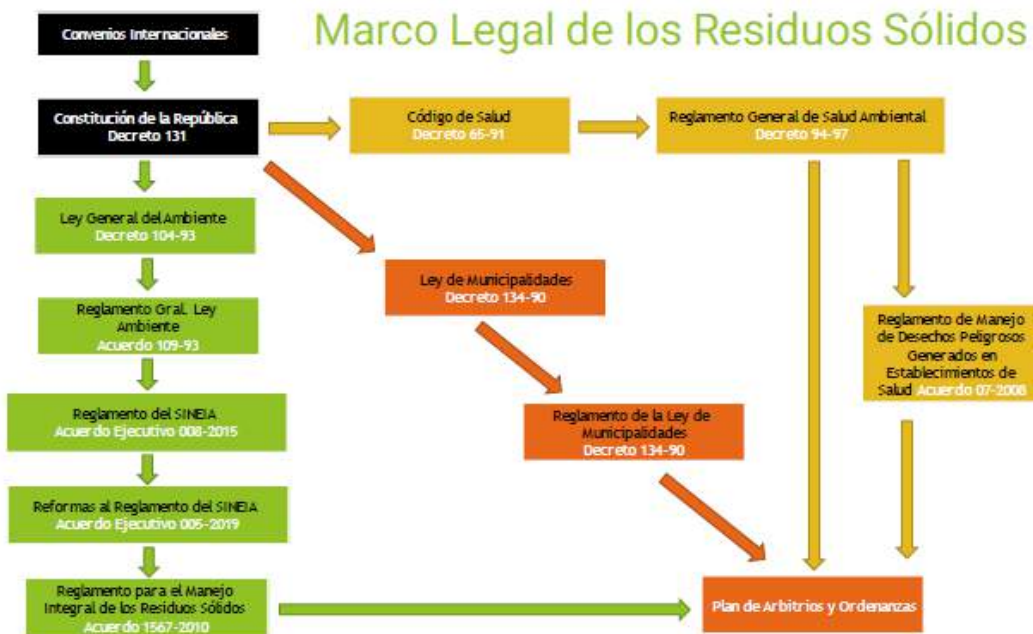 Marco Legal de los Residuos Sólidos
Convenios Internacionales
Constitución de la República
Decreto 131
Código de Salud
Decreto 65-91
Reglamento General de Salud Ambiental
Decreto 94-97
Ley General del Ambiente
Decreto 104-93
Ley de Municipalidades
Decreto 134-90
Reglamento Gral. Ley
Ambiente
Acuerdo 109-93
Reglamento de Manejo
de Desechos Peligrosos
Generados en
Establecimientos de
Salud Acuerdo 07-2008
Reglamento del SINEIA
Acuerdo Ejecutivo 008-2015
Reglamento de la Ley de
Municipalidades
Decreto 134-90
Reformas al Reglamento del SINEIA
Acuerdo Ejecutivo 005-2019
Reglamento para el Manejo
Integral de los Residuos Sólidos
Acuerdo 1567-2010
Plan de Arbitrios y Ordenanzas